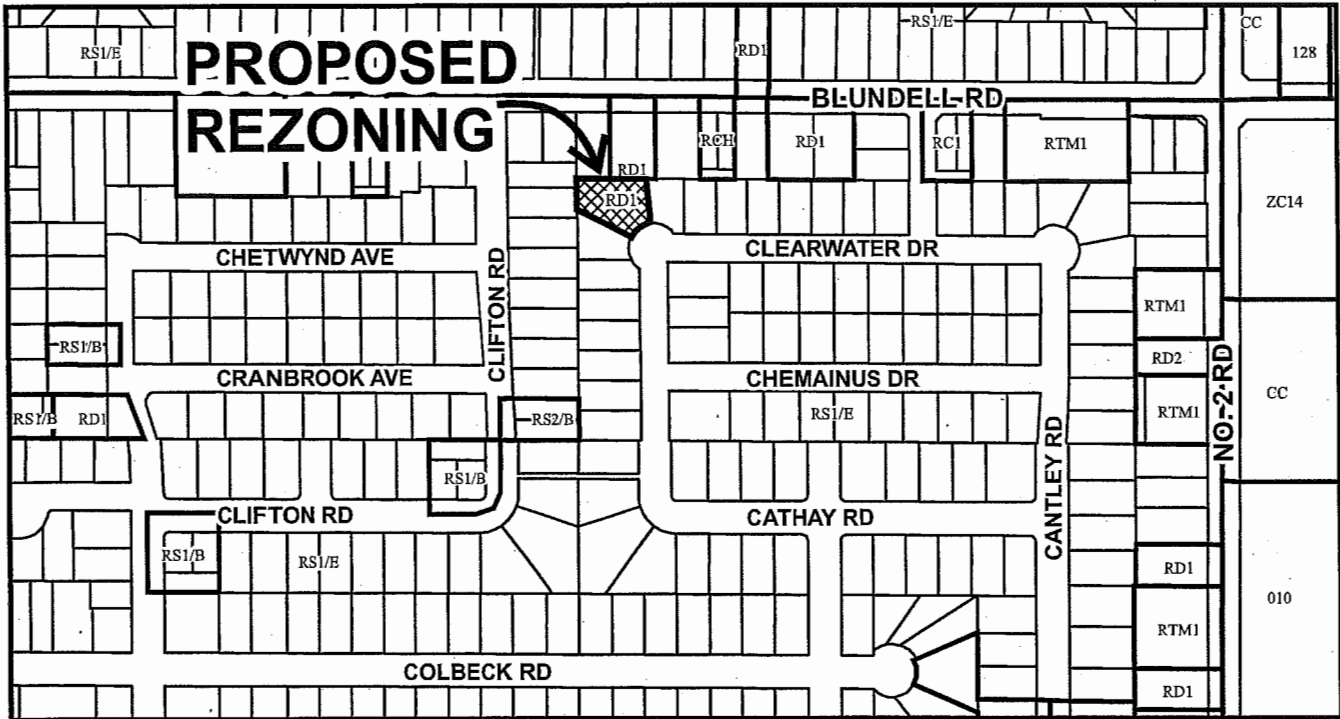 RS1/E
PROPOSED
REZONING
RD1
RS1/E
CC
128
BLUNDELL RD
RD1
RCH
RD1
RC1
RTM1
RD1
ZC14
CHETWYND AVE
CLIFTON RD
CLEARWATER DR
RTM1
RS1/B
RD2
NO. 2 RD
CRANBROOK AVE
CHEMAINUS DR
CC
RS1/B
RD1
RS2/B
RS1/E
RTM1
RS1/B
CANTLEY RD
CLIFTON RD
CATHAY RD
RS1/B
RS1/E
RD1
010
RTM1
COLBECK RD
RD1